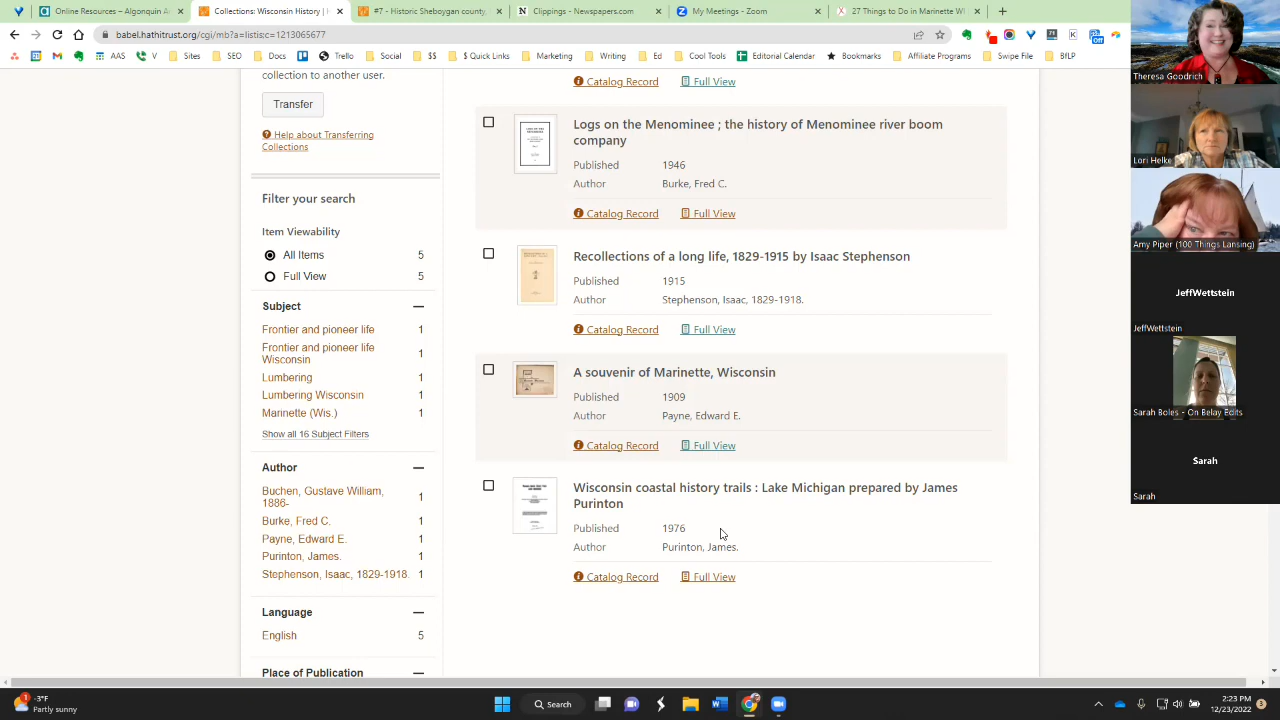 Online Resources – Algonquin A
Collections: Wisconsin History | H
#7 - Historic Sheboygan county,
Clippings - Newspapers.com
My Meetings - Zoom
27 Things to Do in Marinette WI
babel.hathitrust.org/cgi/mb?a=listis;c=1213065677
AAS
V
Sites
SEO
DT
Trello
Social
$$
$ Quick Links
Marketing
Writing
Ed
Cool Tools
Editorial Calendar
Bookmarks
Affiliate Programs
Swipe File
BfLP
collection to another user.
Transfer
Help about Transferring
Collections
Filter your search
Item Viewability
All Items 5
Full View 5
Subject
Frontier and pioneer life 1
Frontier and pioneer life
Wisconsin 1
Lumbering 1
Lumbering Wisconsin 1
Marinette (Wis.) 1
Show all 16 Subject Filters
Author
Buchen, Gustave William,
1886- 1
Burke, Fred C. 1
Payne, Edward E. 1
Purinton, James. 1
Stephenson, Isaac, 1829-1918. 1
Language
English 5
Place of Publication
Catalog Record Full View
Logs on the Menominee ; the history of Menominee river boom
company
Published 1946
Author Burke, Fred C.
Catalog Record Full View
Recollections of a long life, 1829-1915 by Isaac Stephenson
Published 1915
Author Stephenson, Isaac, 1829-1918.
Catalog Record Full View
A souvenir of Marinette, Wisconsin
Published 1909
Author Payne, Edward E.
Catalog Record Full View
Wisconsin coastal history trails : Lake Michigan prepared by James
Purinton
Published 1976
Author Purinton, James.
Catalog Record Full View
Theresa Goodrich
Lori Helke
Amy Piper (100 Things Lansing)
JeffWettstein
JeffWettstein
Sarah Boles - On Belay Edits
Sarah
Sarah
-3°F
Partly sunny
Search
2:23 PM
12/23/2022